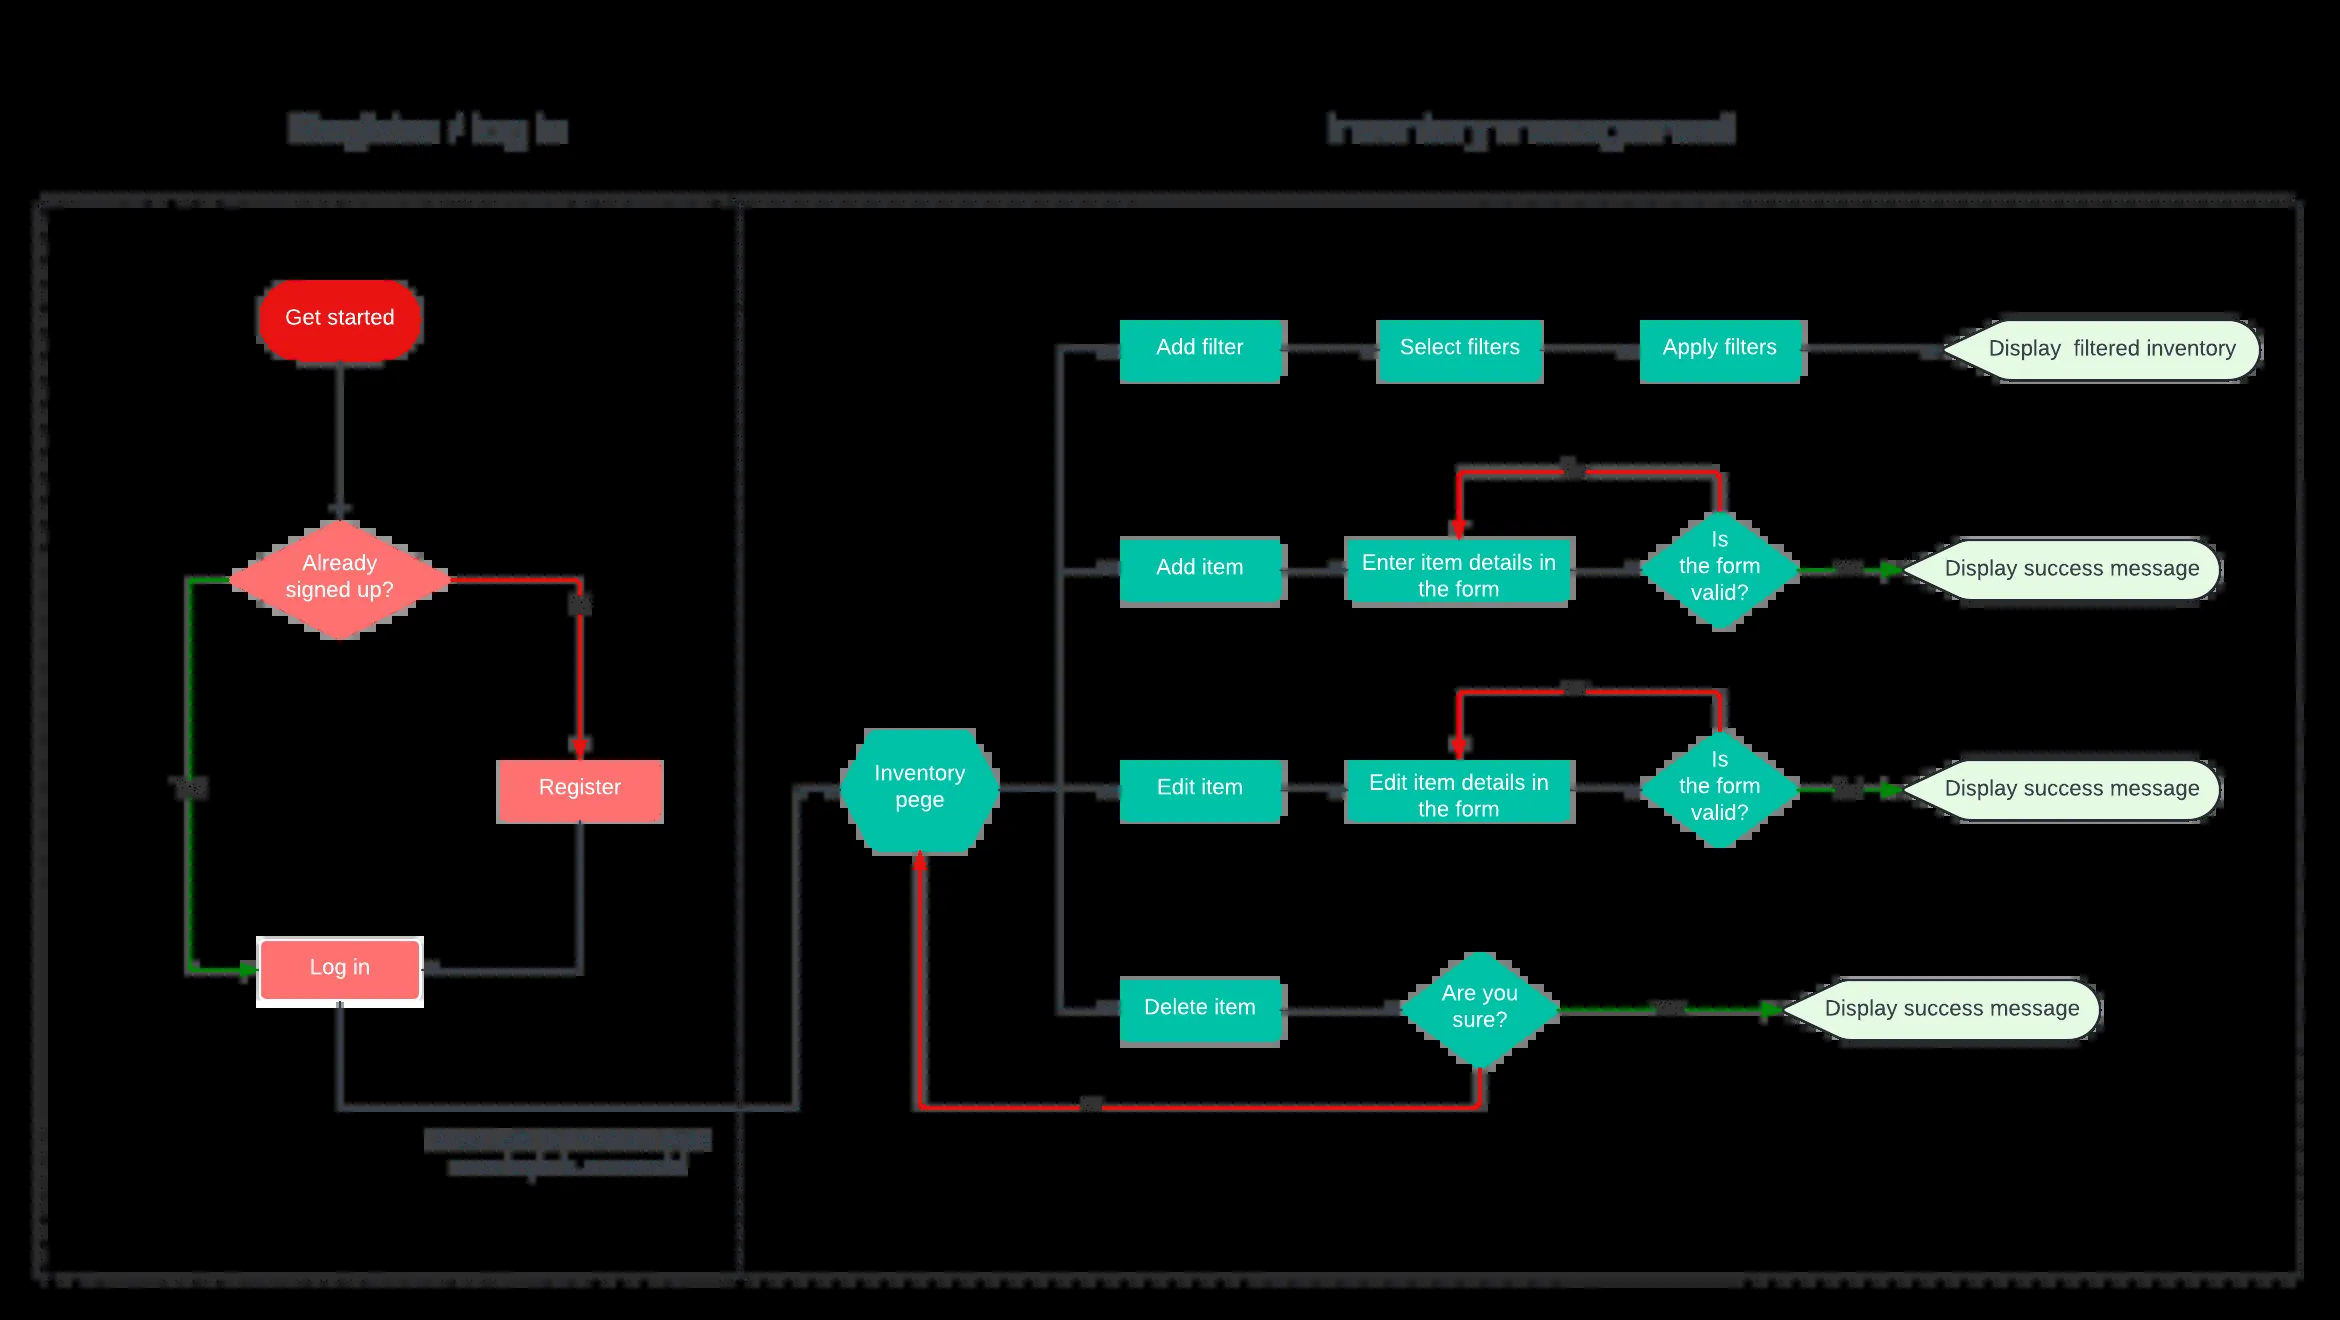 Register / log in
Inventory management
Get started
Already
signed up?
Register
Log in
Inventory
pege
Add filter
Select filters
Apply filters
Display  filtered inventory
Add item
Enter item details in
the form
Is
the form
valid?
Display success message
Edit item
Edit item details in
the form
Is
the form
valid?
Display success message
Delete item
Are you
sure?
Display success message